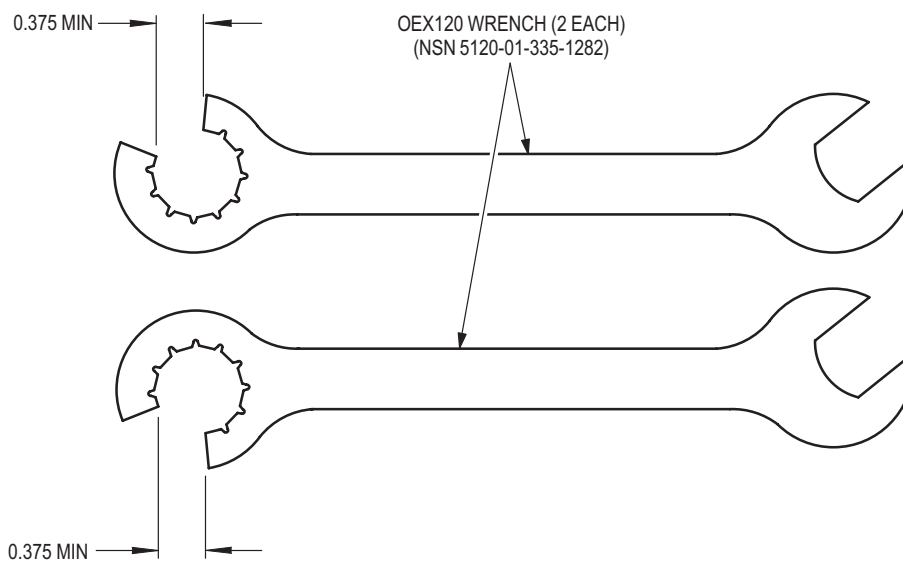 0.375 MIN
OEX120 WRENCH (2 EACH)
(NSN 5120-01-335-1282)
0.375 MIN